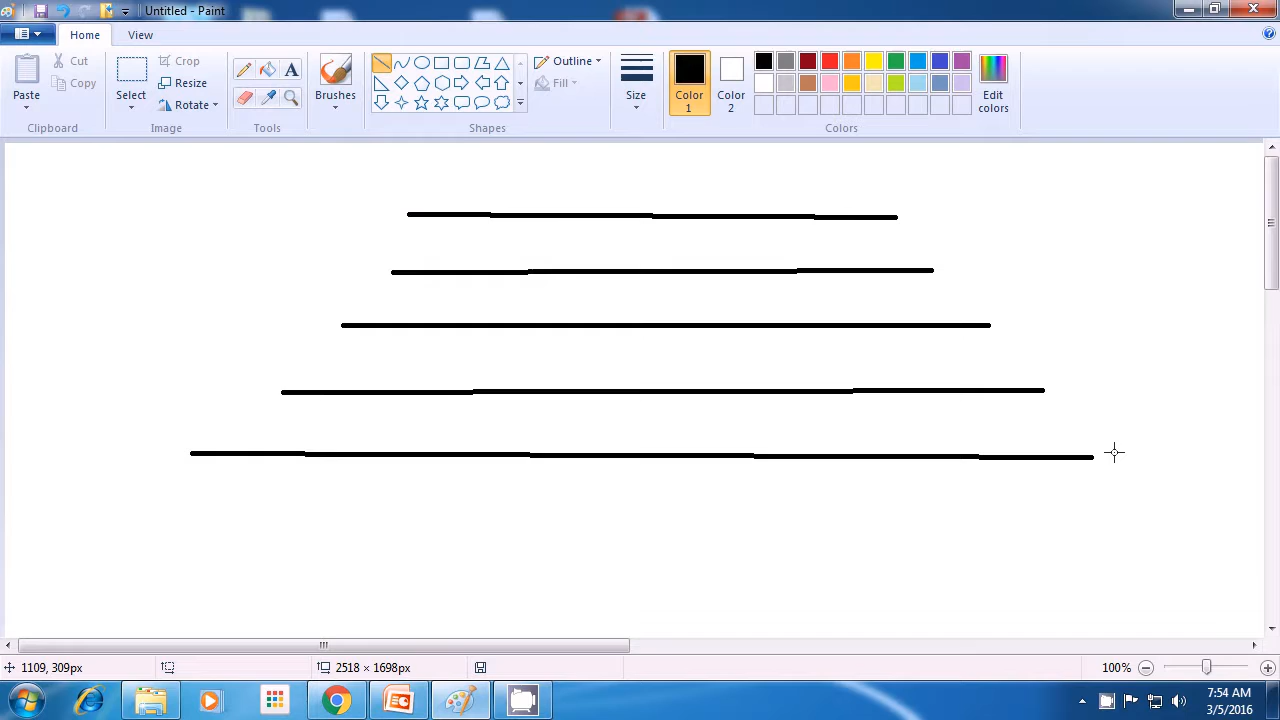 Untitled - Paint
Home View
Paste
Cut
Copy
Clipboard
Select
Crop
Resize
Rotate
Image
A
Tools
Brushes
Shapes
Outline
Fill
Size
Color 1
Color 2
Edit colors
Colors
1109, 309px
2518 × 1698px
100%
7:54 AM
3/5/2016